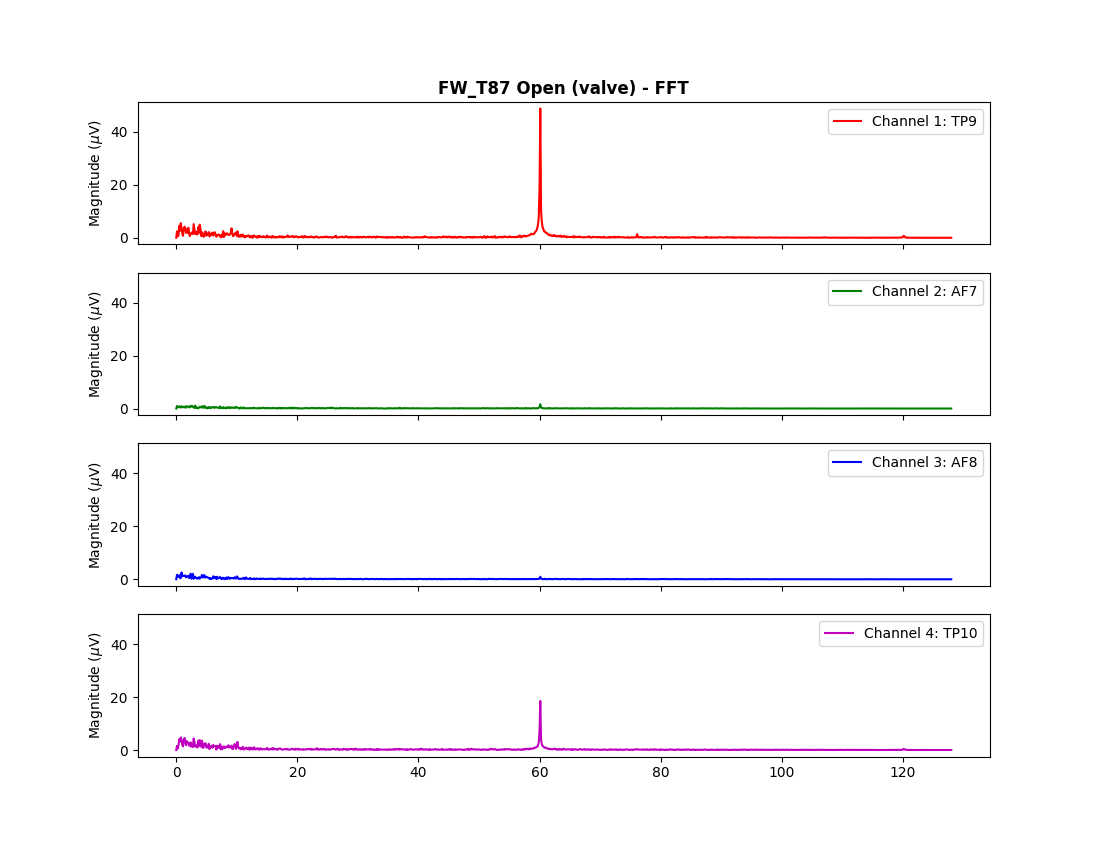 FW_T87 Open (valve) - FFT
Magnitude (μV)
40
20
0
Channel 1: TP9
Magnitude (μV)
40
20
0
Channel 2: AF7
Magnitude (μV)
40
20
0
Channel 3: AF8
Magnitude (μV)
40
20
0
Channel 4: TP10
0 20 40 60 80 100 120